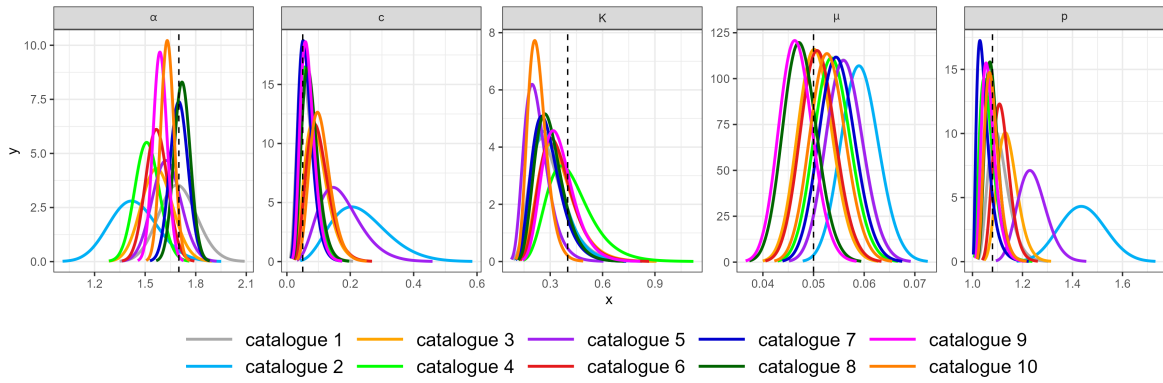 α c K μ p
10.0 7.5 5.0 2.5 0.0
15 10 5 0
8 6 4 2 0
125 100 75 50 25 0
15 10 5 0
y
1.2 1.5 1.8 0.0 0.2 0.4 0.6 0.3 0.6 0.9 0.04 0.05 0.06 0.07 1.0 1.2 1.4 1.6
x
catalogue 1 catalogue 3 catalogue 5 catalogue 7 catalogue 9
catalogue 2 catalogue 4 catalogue 6 catalogue 8 catalogue 10